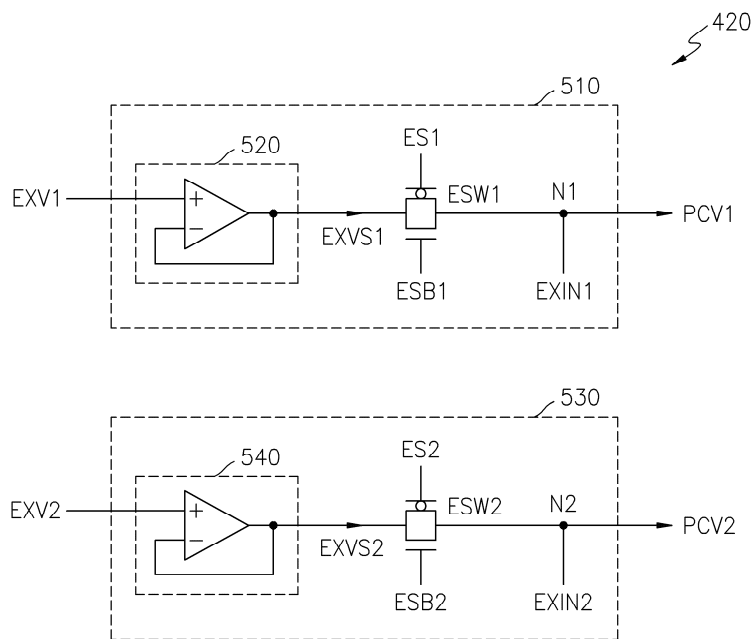 420
510
520
ES1
EXV1
+
−
ESW1
N1
PCV1
EXVS1
ESB1
EXIN1
530
540
ES2
EXV2
+
−
ESW2
N2
PCV2
EXVS2
ESB2
EXIN2